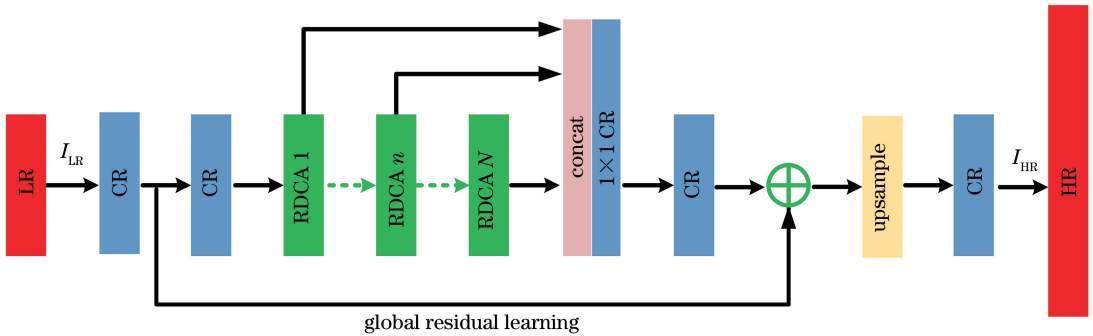 LR
I_LR
CR
CR
RDCA 1
RDCA n
RDCA N
concat
1×1 CR
CR
upsample
CR
I_HR
HR
global residual learning